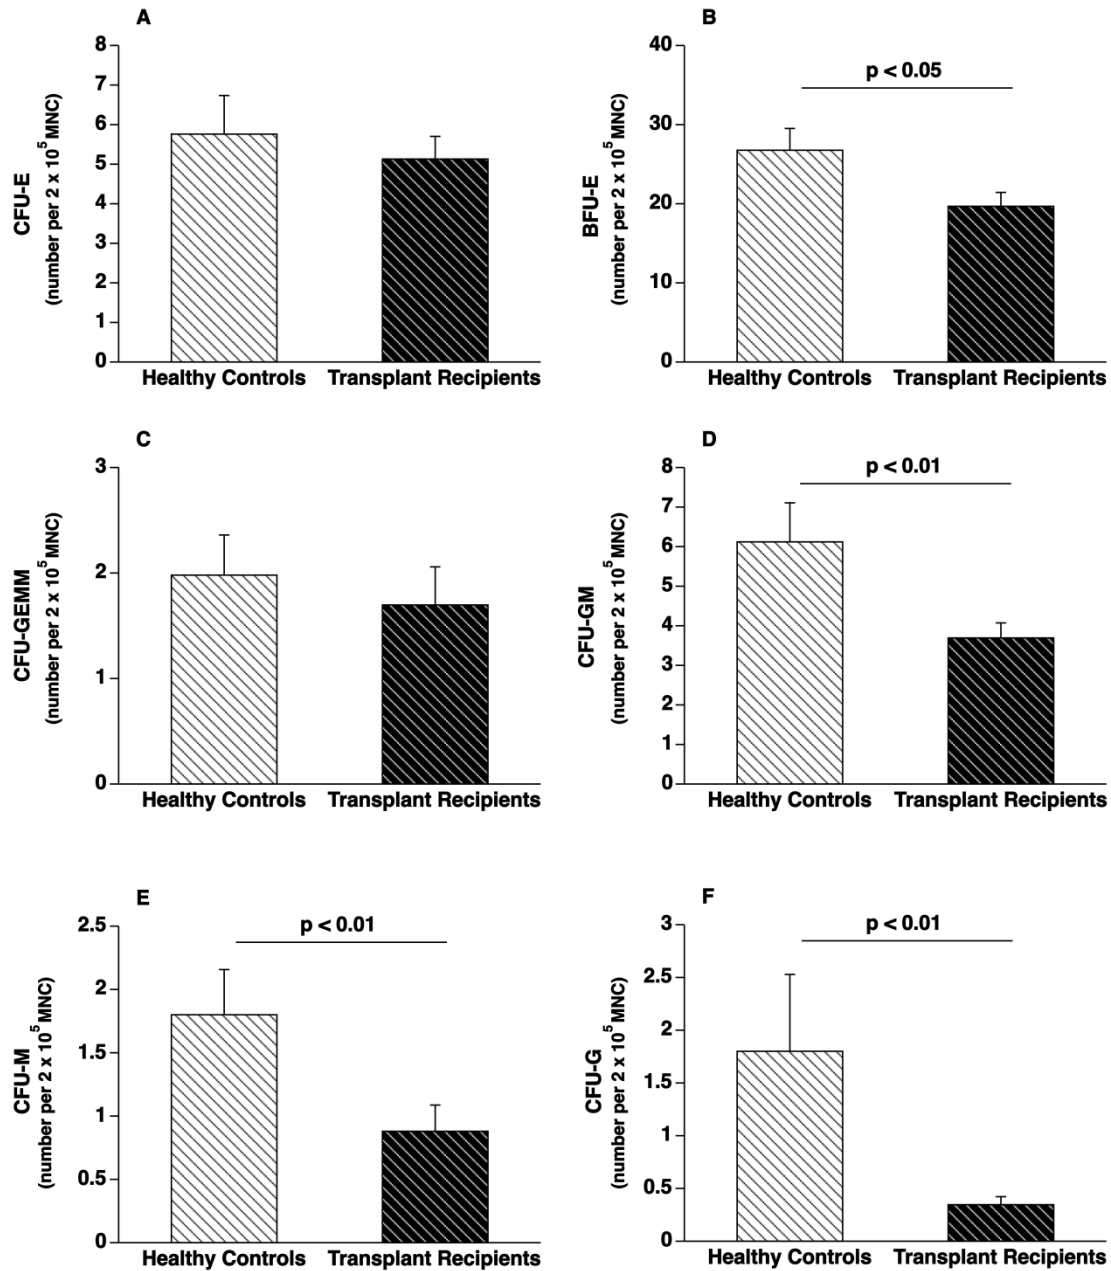 A
8
7
6
5
4
3
2
1
0
CFU-E
(number per 2 x 10^5 MNC)
Healthy Controls Transplant Recipients
B
40
30
20
10
0
BFU-E
(number per 2 x 10^5 MNC)
p < 0.05
Healthy Controls Transplant Recipients
C
3
2
1
0
CFU-GEMM
(number per 2 x 10^5 MNC)
Healthy Controls Transplant Recipients
D
8
7
6
5
4
3
2
1
0
CFU-GM
(number per 2 x 10^5 MNC)
p < 0.01
Healthy Controls Transplant Recipients
E
2.5
2
1.5
1
0.5
0
CFU-M
(number per 2 x 10^5 MNC)
p < 0.01
Healthy Controls Transplant Recipients
F
3
2.5
2
1.5
1
0.5
0
CFU-G
(number per 2 x 10^5 MNC)
p < 0.01
Healthy Controls Transplant Recipients